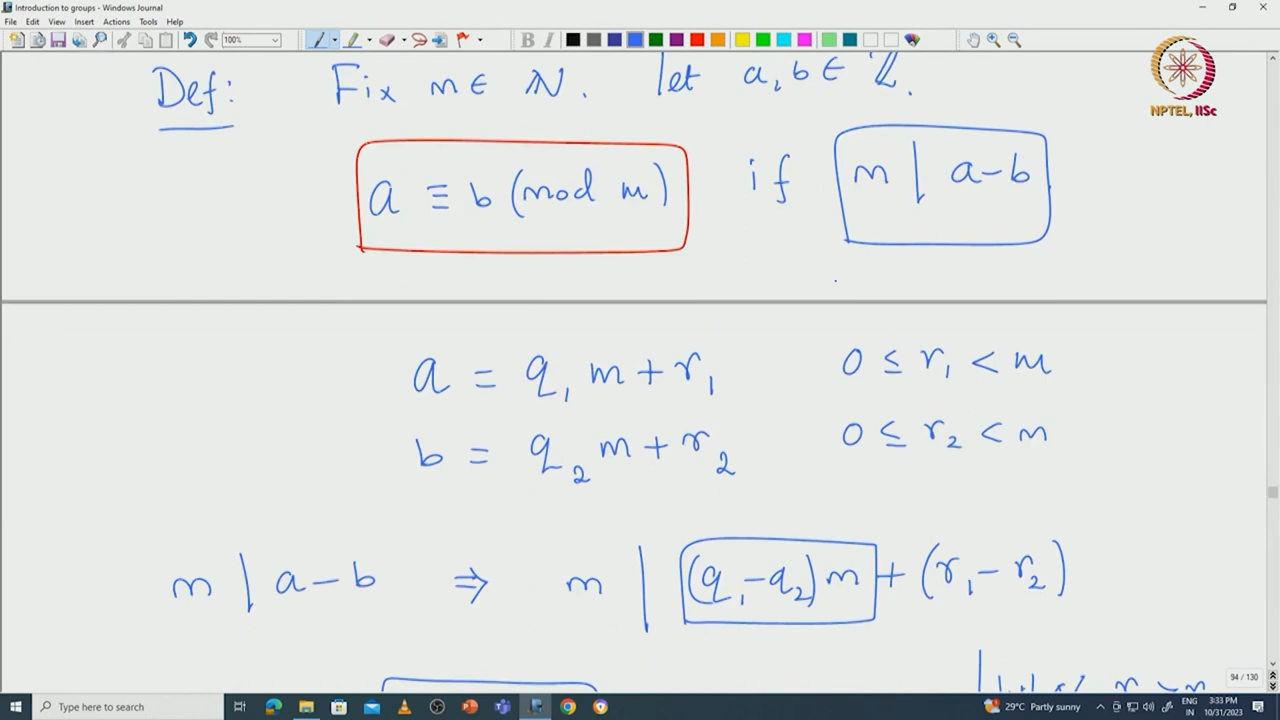 Introduction to groups - Windows Journal
File Edit View Insert Actions Tools Help
100% B I
NPTEL, IISc
Def: Fix m ∈ ℕ. let a, b ∈ ℤ.
a ≡ b (mod m) if m | a-b
a = q₁ m + r₁ 0 ≤ r₁ < m
b = q₂ m + r₂ 0 ≤ r₂ < m
m | a-b ⇒ m | (q₁-q₂) m + (r₁-r₂)
94 / 130
Type here to search
29°C Partly sunny ENG IN 3:33 PM 10/31/2023